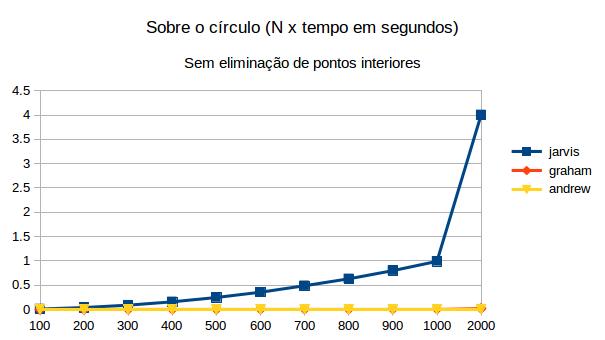 Sobre o círculo (N x tempo em segundos)
Sem eliminação de pontos interiores
4.5
4
3.5
3
2.5
2
1.5
1
0.5
0
100 200 300 400 500 600 700 800 900 1000 2000
jarvis
graham
andrew